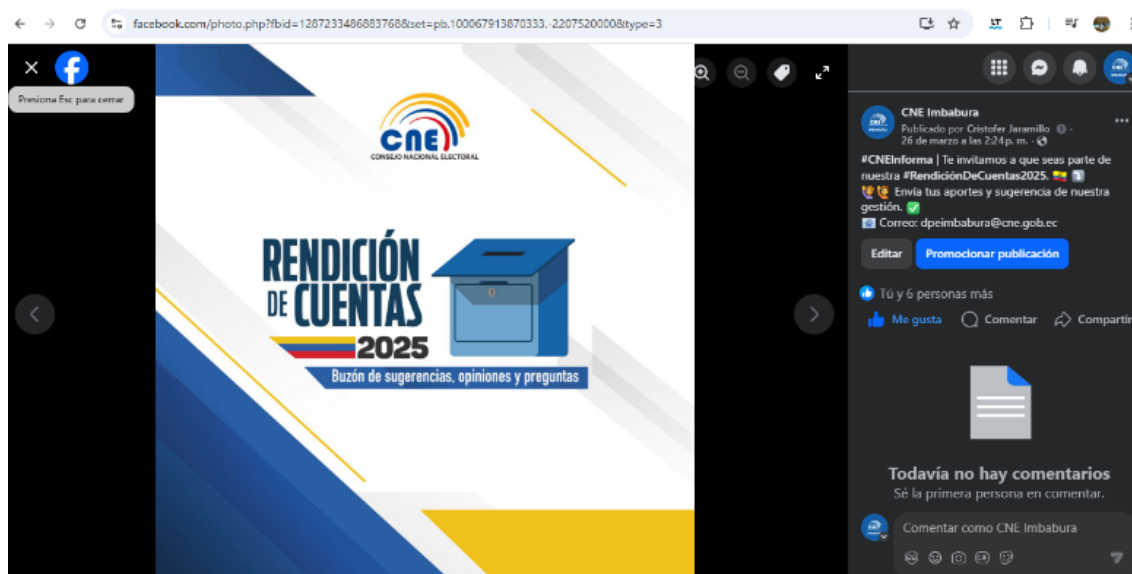 facebook.com/photo.php?fbid=1287233486883768&set=pb.100067913870333.-2207520000&type=3
Presiona Esc para cerrar
CNE
CONSEJO NACIONAL ELECTORAL
RENDICIÓN
DE CUENTAS
2025
Buzón de sugerencias, opiniones y preguntas
CNE Imbabura
Publicado por Cristofer Jaramillo
26 de marzo a las 2:24 p. m. ·
#CNEInforma | Te invitamos a que seas parte de
nuestra #RendiciónDeCuentas2025.
Envía tus aportes y sugerencia de nuestra
gestión.
Correo: dpeimbabura@cne.gob.ec
Editar
Promocionar publicación
Tú y 6 personas más
Me gusta
Comentar
Compartir
Todavía no hay comentarios
Sé la primera persona en comentar.
Comentar como CNE Imbabura